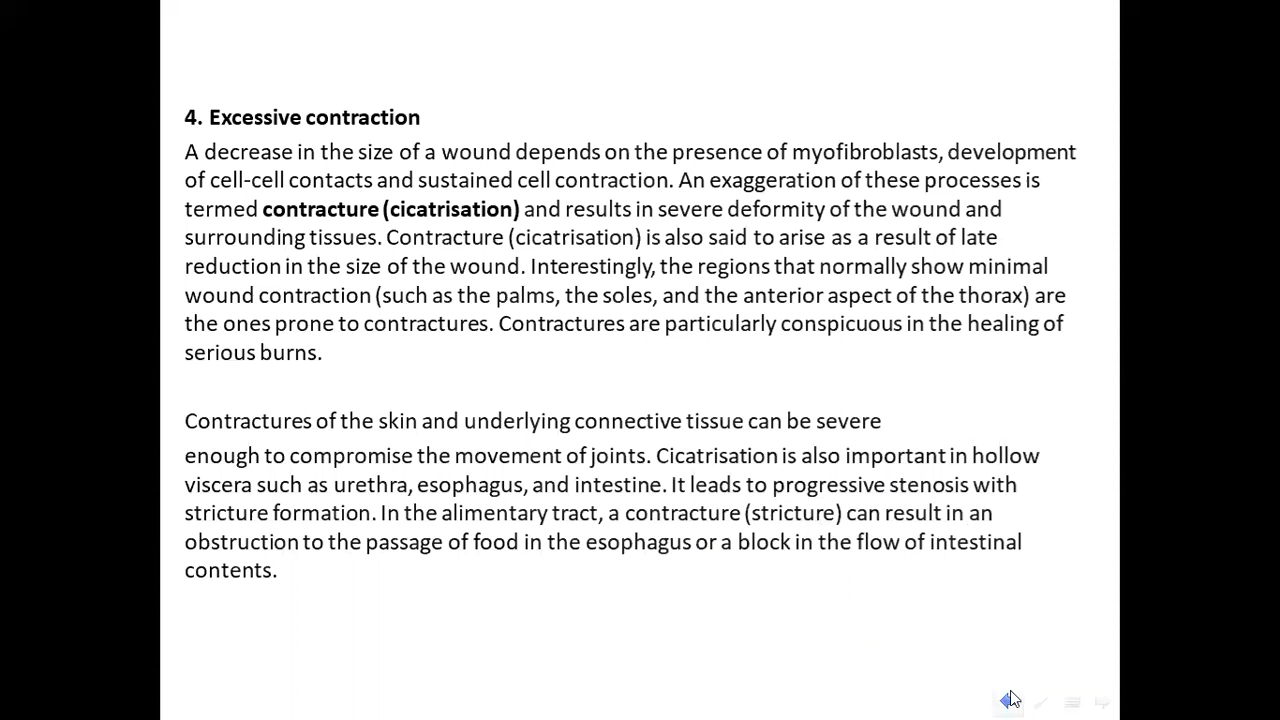 4. Excessive contraction
A decrease in the size of a wound depends on the presence of myofibroblasts, development
of cell-cell contacts and sustained cell contraction. An exaggeration of these processes is
termed contracture (cicatrisation) and results in severe deformity of the wound and
surrounding tissues. Contracture (cicatrisation) is also said to arise as a result of late
reduction in the size of the wound. Interestingly, the regions that normally show minimal
wound contraction (such as the palms, the soles, and the anterior aspect of the thorax) are
the ones prone to contractures. Contractures are particularly conspicuous in the healing of
serious burns.
Contractures of the skin and underlying connective tissue can be severe
enough to compromise the movement of joints. Cicatrisation is also important in hollow
viscera such as urethra, esophagus, and intestine. It leads to progressive stenosis with
stricture formation. In the alimentary tract, a contracture (stricture) can result in an
obstruction to the passage of food in the esophagus or a block in the flow of intestinal
contents.